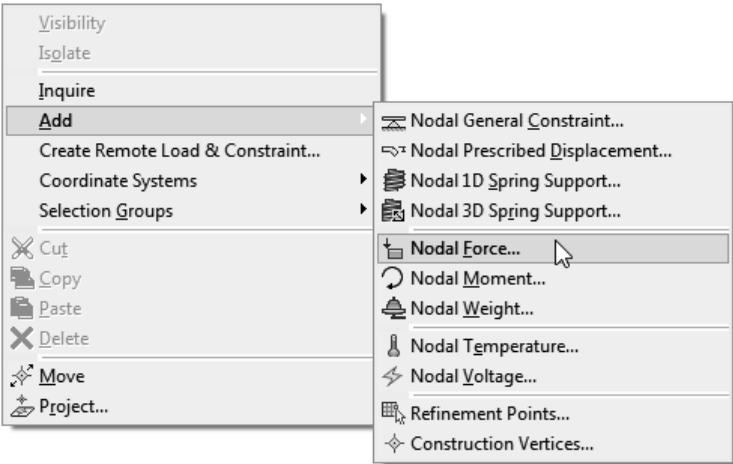 Visibility
Isolate
Inquire
Add
Create Remote Load & Constraint...
Coordinate Systems
Selection Groups
Cut
Copy
Paste
Delete
Move
Project...
Nodal General Constraint...
Nodal Prescribed Displacement...
Nodal 1D Spring Support...
Nodal 3D Spring Support...
Nodal Force...
Nodal Moment...
Nodal Weight...
Nodal Temperature...
Nodal Voltage...
Refinement Points...
Construction Vertices...